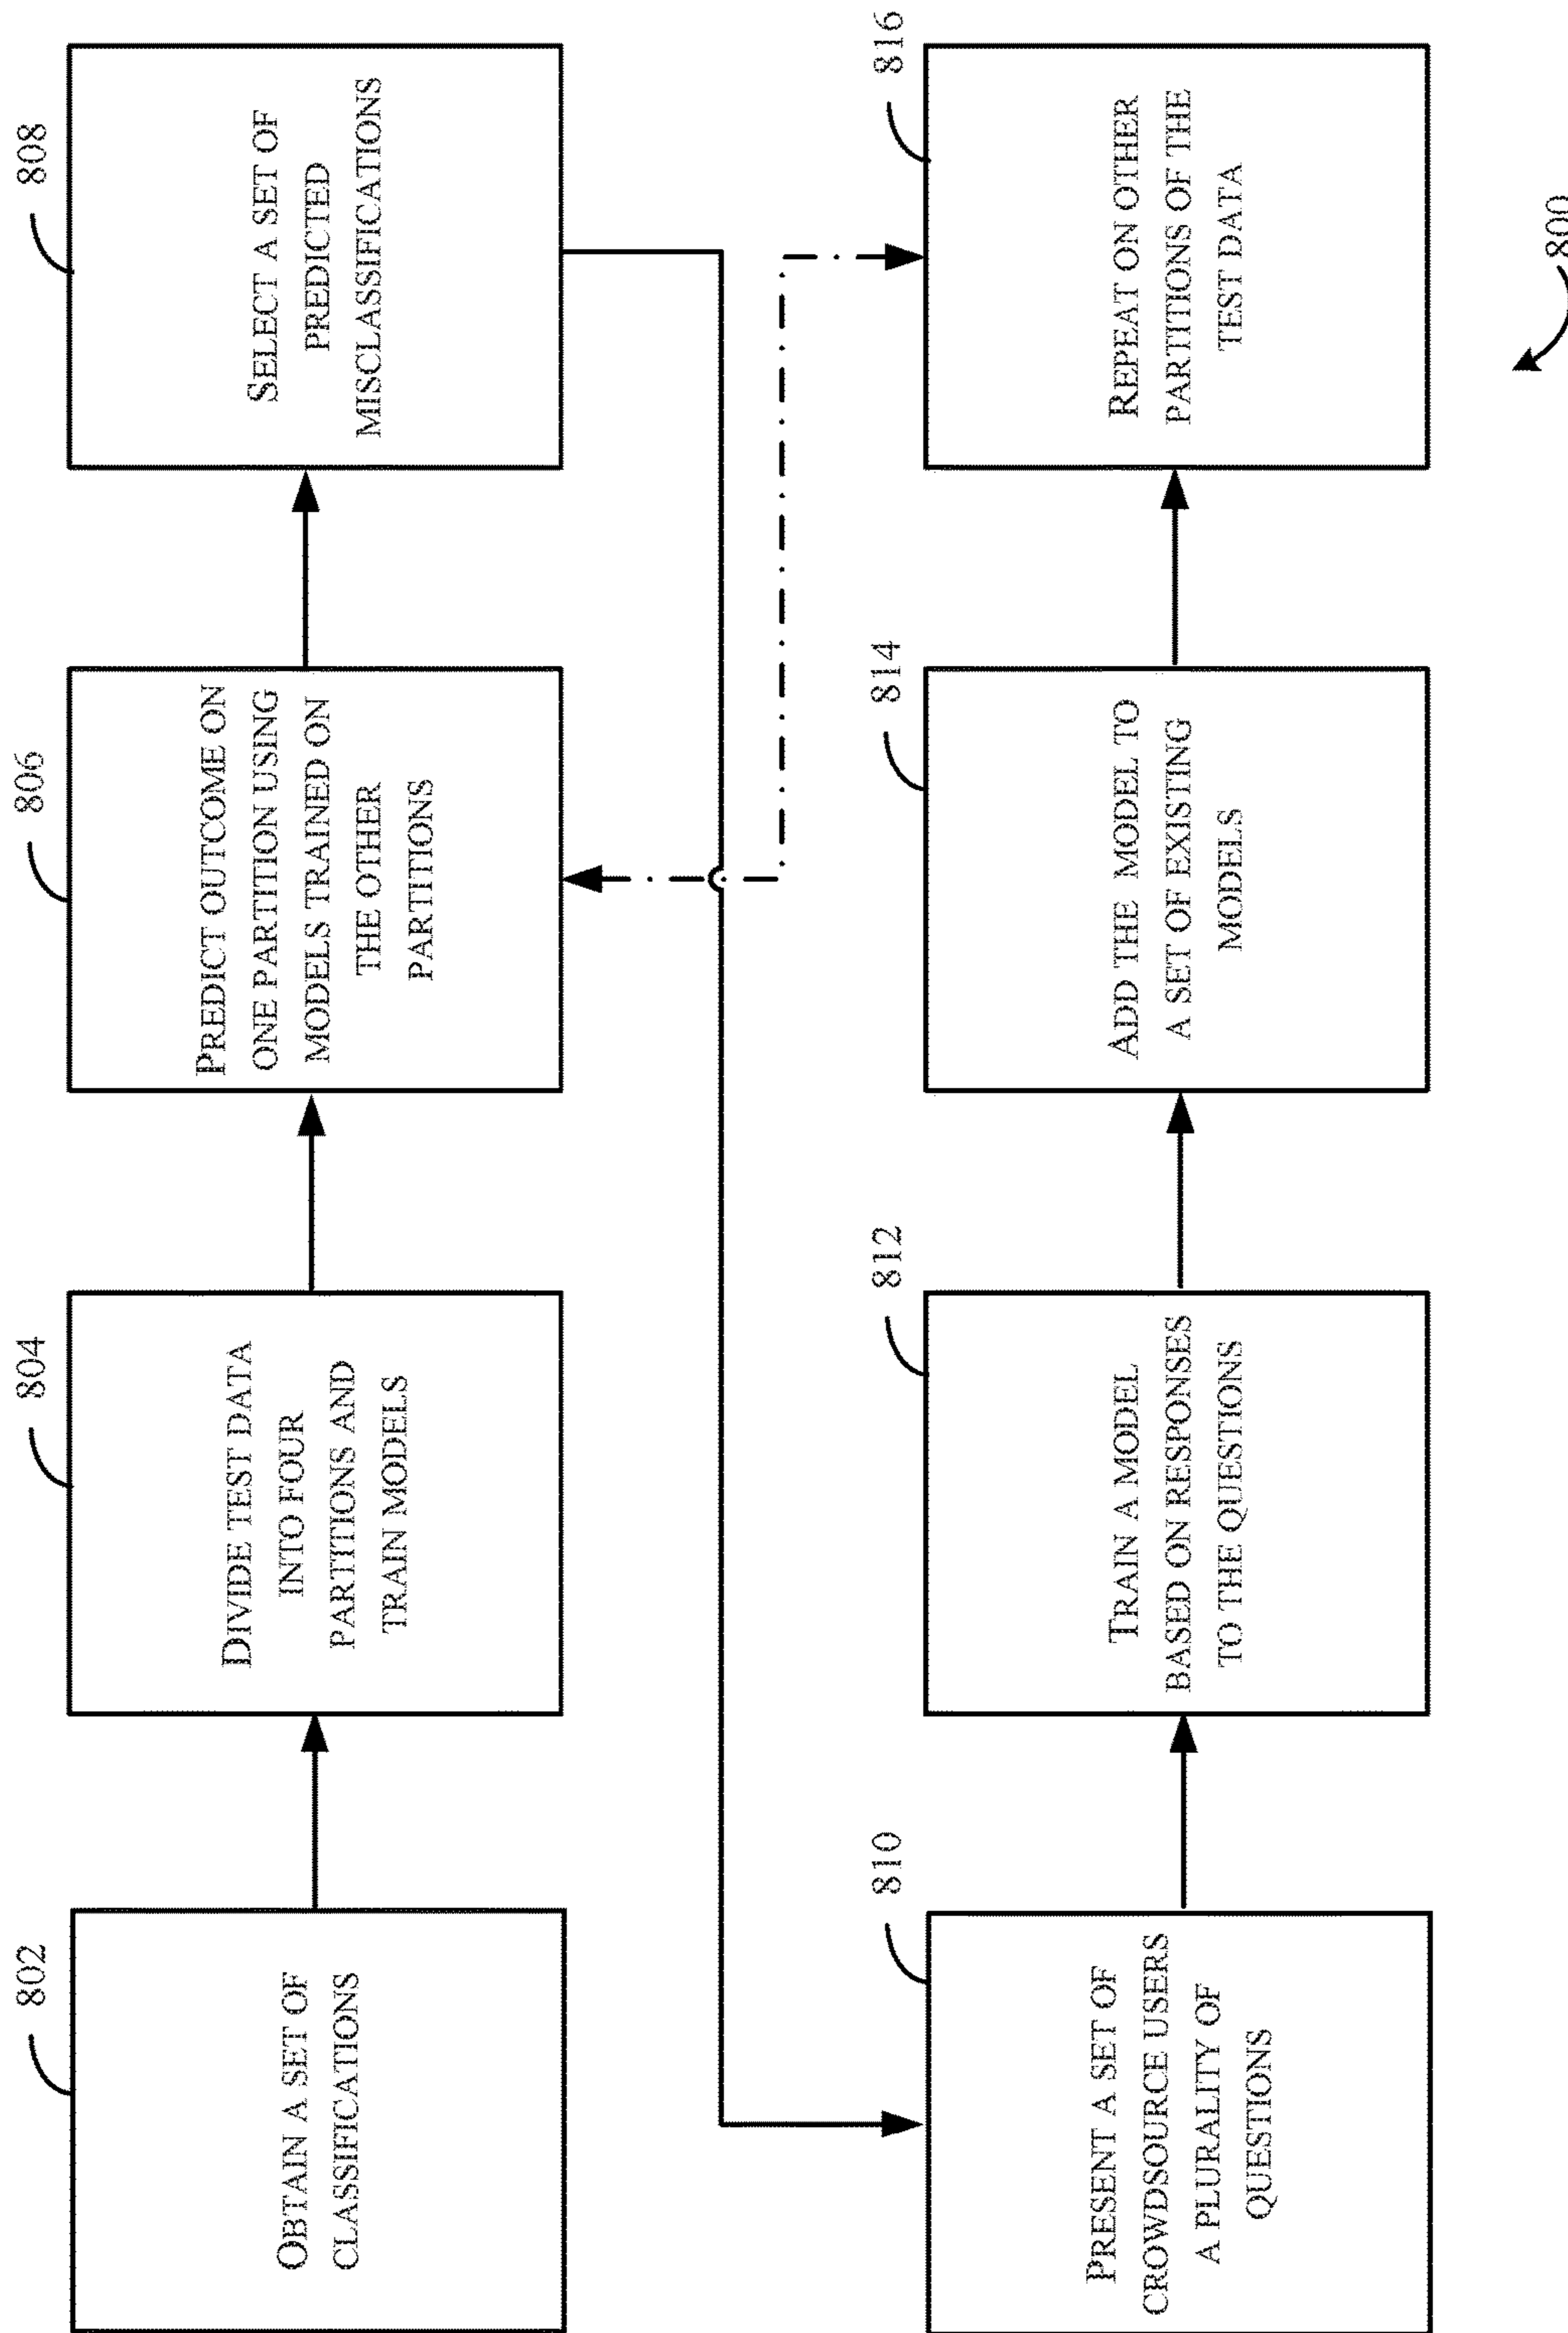 802
OBTAIN A SET OF
CLASSIFICATIONS
804
DIVIDE TEST DATA
INTO FOUR
PARTITIONS AND
TRAIN MODELS
806
PREDICT OUTCOME ON
ONE PARTITION USING
MODELS TRAINED ON
THE OTHER
PARTITIONS
808
SELECT A SET OF
PREDICTED
MISCLASSIFICATIONS
810
PRESENT A SET OF
CROWDSOURCE USERS
A PLURALITY OF
QUESTIONS
812
TRAIN A MODEL
BASED ON RESPONSES
TO THE QUESTIONS
814
ADD THE MODEL TO
A SET OF EXISTING
MODELS
816
REPEAT ON OTHER
PARTITIONS OF THE
TEST DATA
800